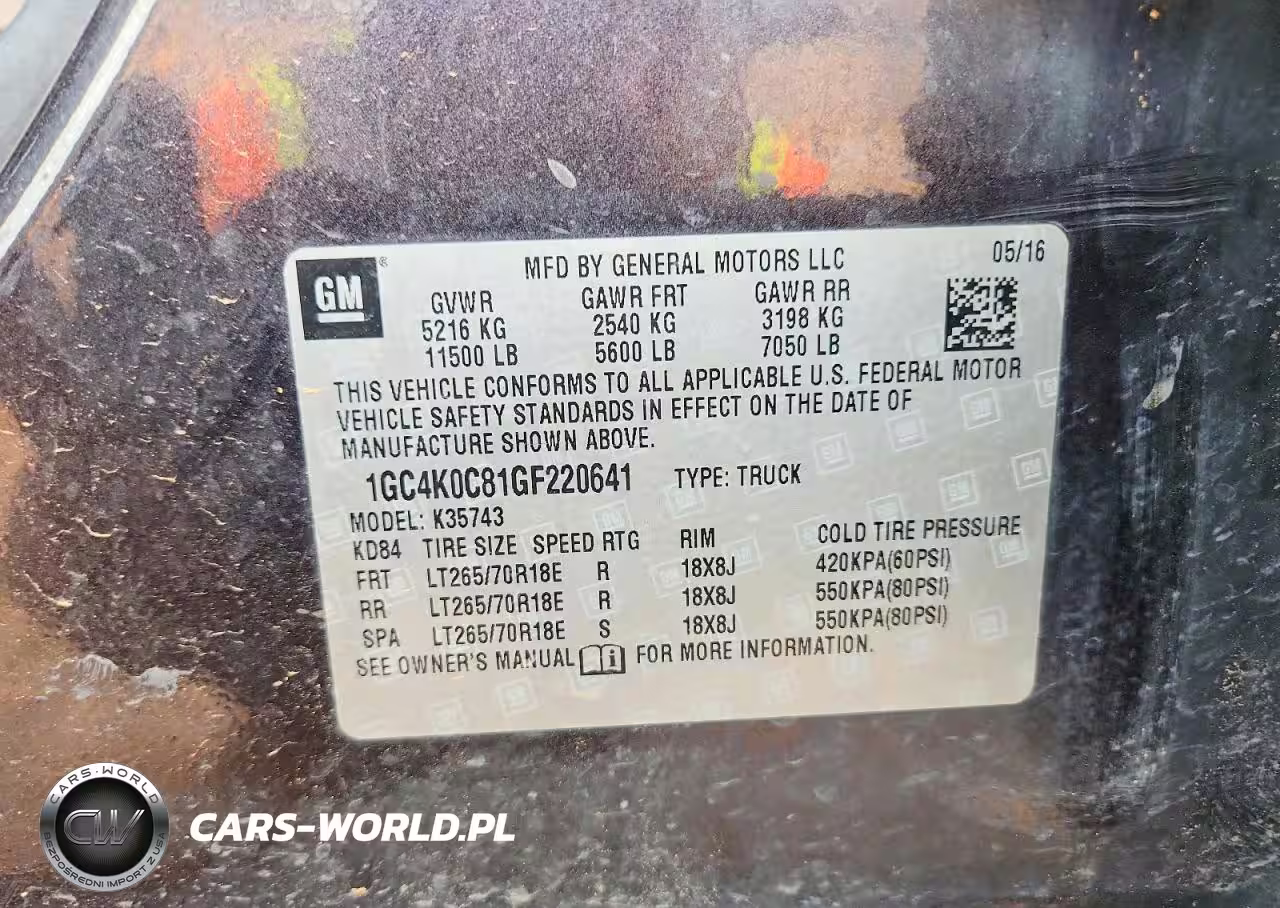 GM ®
MFD BY GENERAL MOTORS LLC 05/16
GVWR GAWR FRT GAWR RR
5216 KG 2540 KG 3198 KG
11500 LB 5600 LB 7050 LB
THIS VEHICLE CONFORMS TO ALL APPLICABLE U.S. FEDERAL MOTOR
VEHICLE SAFETY STANDARDS IN EFFECT ON THE DATE OF
MANUFACTURE SHOWN ABOVE.
1GC4K0C81GF220641 TYPE: TRUCK
MODEL: K35743
KD84 TIRE SIZE SPEED RTG RIM COLD TIRE PRESSURE
FRT LT265/70R18E R 18X8J 420KPA(60PSI)
RR LT265/70R18E R 18X8J 550KPA(80PSI)
SPA LT265/70R18E S 18X8J 550KPA(80PSI)
SEE OWNER'S MANUAL FOR MORE INFORMATION.
CARS-WORLD
CW
BEZPOŚREDNI IMPORT Z USA
CARS-WORLD.PL